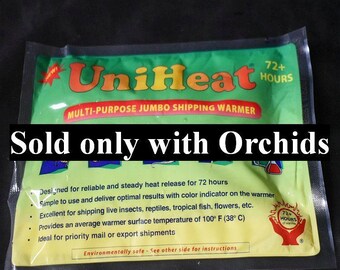 NEW
UniHeat®
72+
HOURS
MULTI-PURPOSE JUMBO SHIPPING WARMER
Sold only with Orchids
Designed for reliable and steady heat release for 72 hours
Simple to use and deliver optimal results with color indicator on the warmer
• Excellent for shipping live insects, reptiles, tropical fish, flowers, etc.
• Provides an average warmer surface temperature of 100° F (38° C)
• Ideal for priority mail or export shipments
Environmentally safe - See other side for instructions.